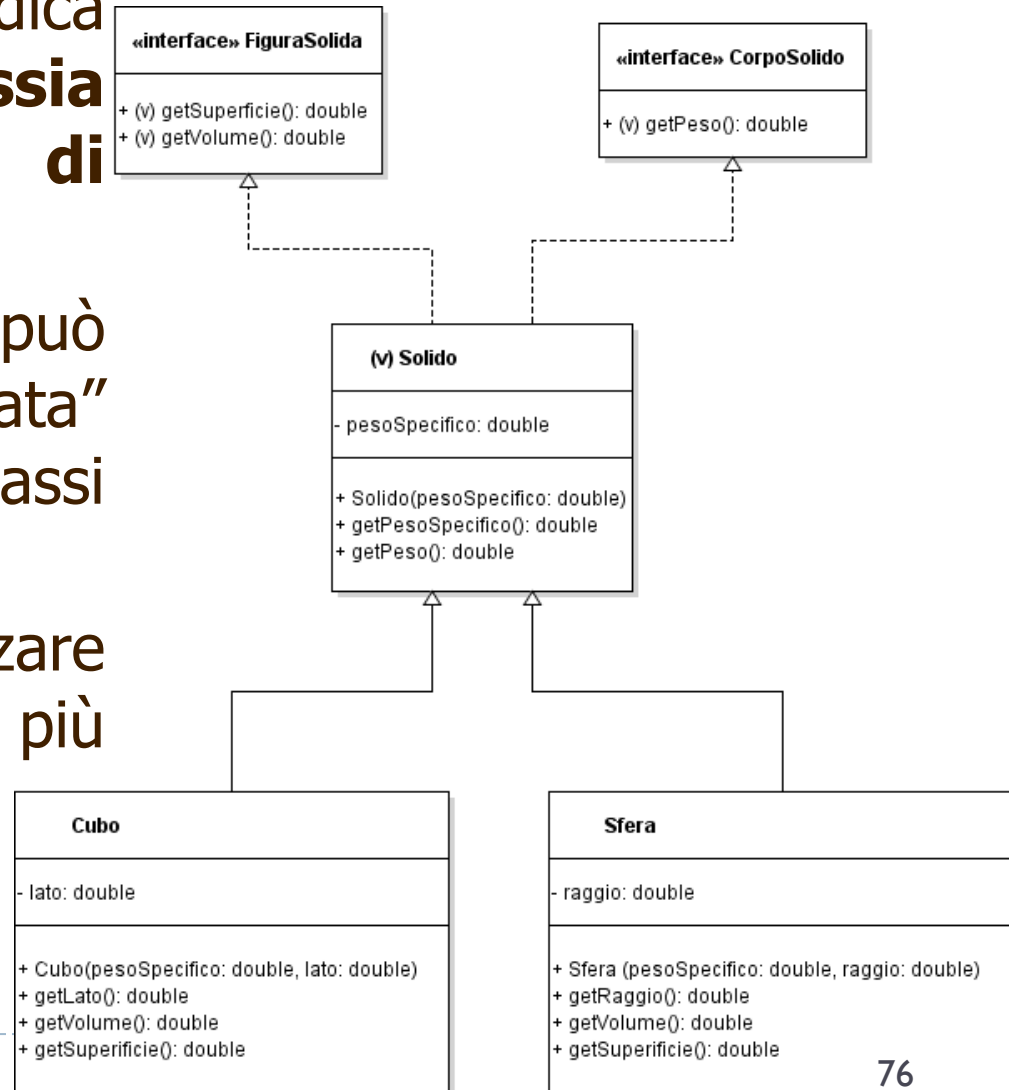 dica
ssia
di
può
ata”
assi
zare
più
«interface» FiguraSolida
+ (v) getSuperficie(): double
+ (v) getVolume(): double
«interface» CorpoSolido
+ (v) getPeso(): double
(v) Solido
- pesoSpecifico: double
+ Solido(pesoSpecifico: double)
+ getPesoSpecifico(): double
+ getPeso(): double
Cubo
- lato: double
+ Cubo(pesoSpecifico: double, lato: double)
+ getLato(): double
+ getVolume(): double
+ getSuperificie(): double
Sfera
- raggio: double
+ Sfera (pesoSpecifico: double, raggio: double)
+ getRaggio(): double
+ getVolume(): double
+ getSuperificie(): double
76